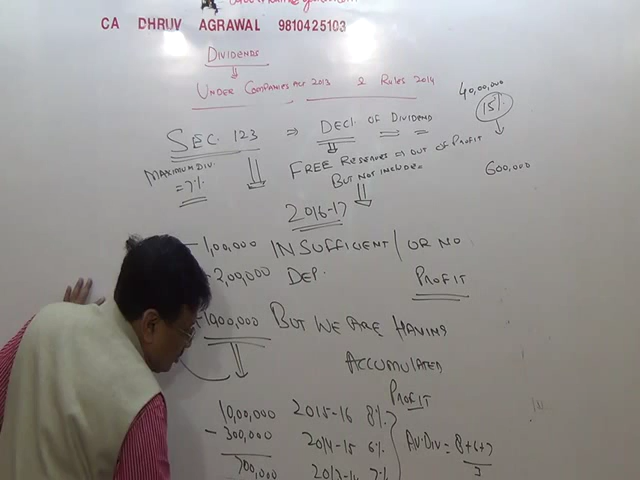 CA DHRUV AGRAWAL 9810425103
DIVIDENDS
UNDER COMPANIES ACT 2013 & RULES 2014
40,00,000
15%
SEC. 123 ⇒ DECL. OF DIVIDEND
MAXIMUM DIV.
= 7%
FREE RESERVES ⇒ OUT OF PROFIT
BUT NOT INCLUDE
600,000
2016-17
- 1,00,000 INSUFFICIENT / OR NO
- 2,00,000 DEP. PROFIT
BUT WE ARE HAVING
ACCUMULATED
PROFIT
10,00,000 2015-16 8%
- 300,000 2014-15 6%
AV. DIV = 8+6+7
700,000 7%